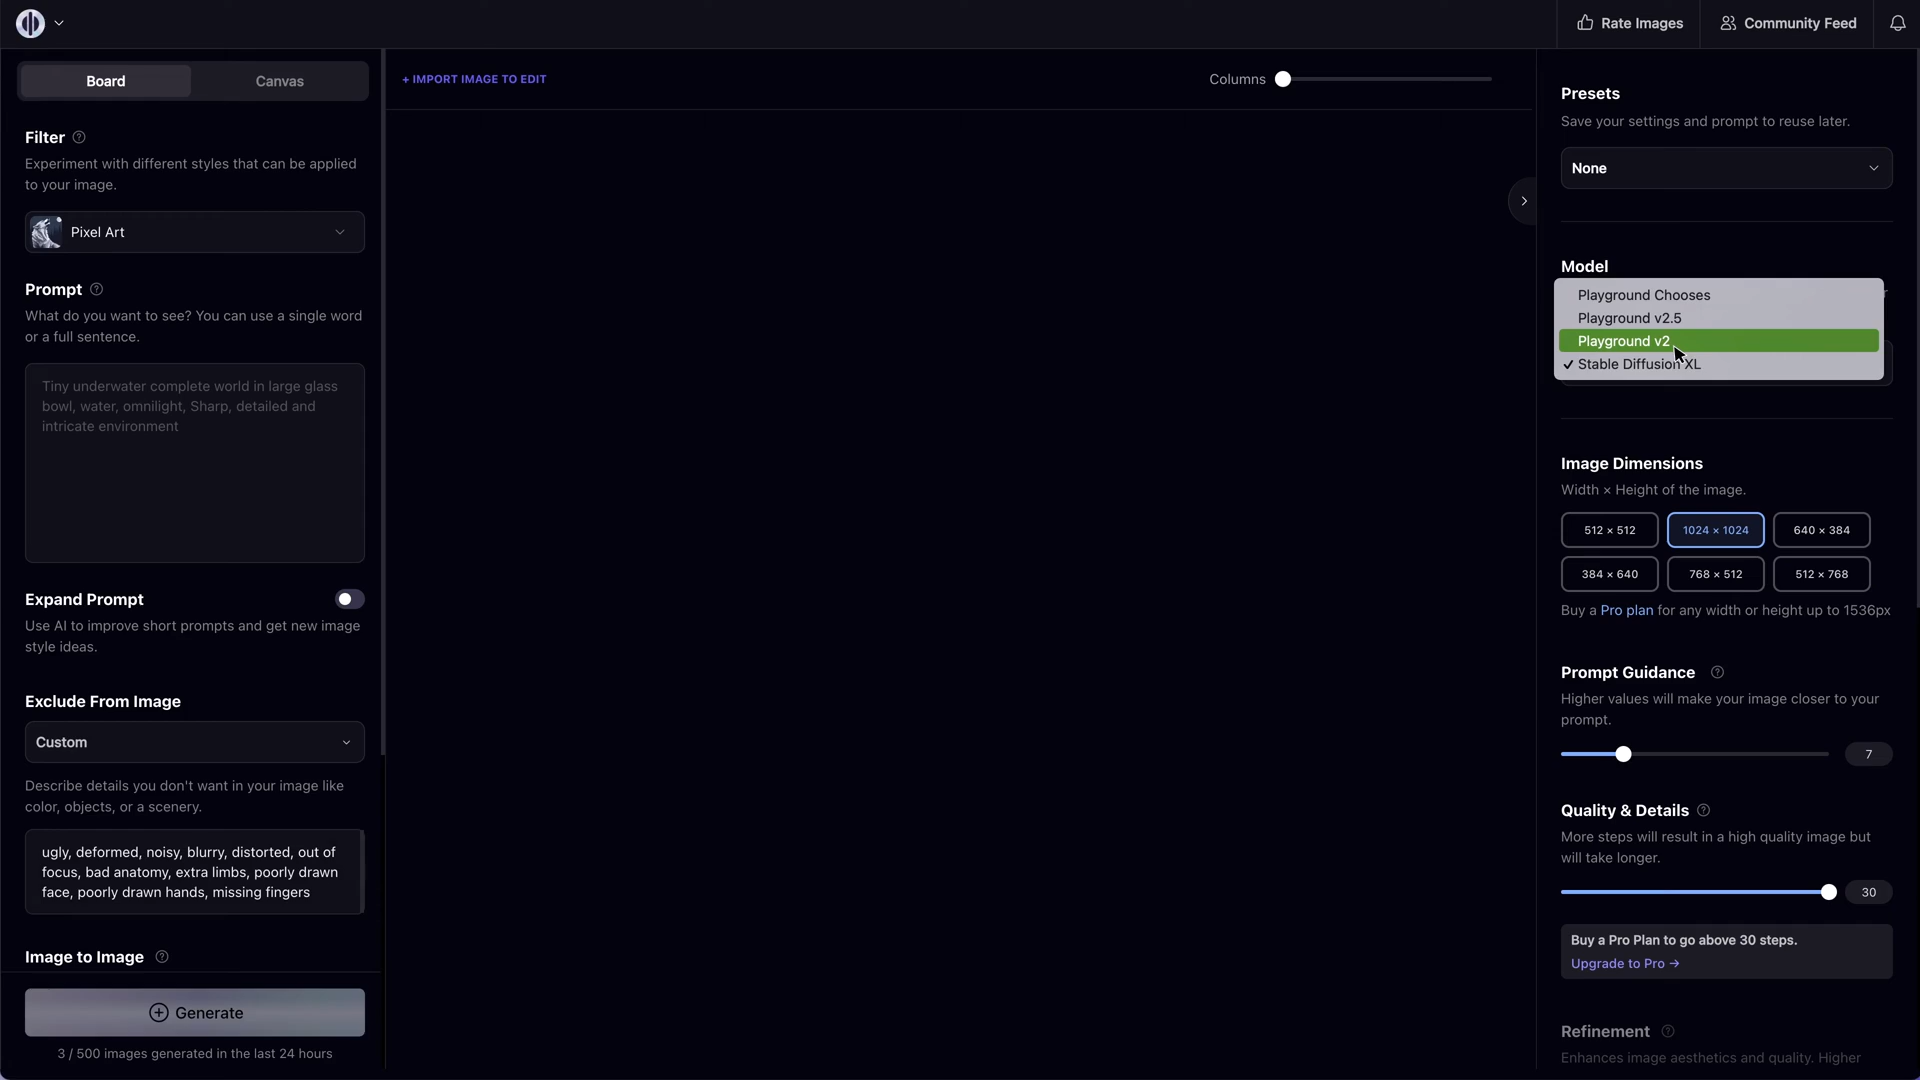 Rate Images
Community Feed
Board
Canvas
+ IMPORT IMAGE TO EDIT
Columns
Filter
Experiment with different styles that can be applied
to your image.
Pixel Art
Prompt
What do you want to see? You can use a single word
or a full sentence.
Tiny underwater complete world in large glass
bowl, water, omnilight, Sharp, detailed and
intricate environment
Expand Prompt
Use AI to improve short prompts and get new image
style ideas.
Exclude From Image
Custom
Describe details you don't want in your image like
color, objects, or a scenery.
ugly, deformed, noisy, blurry, distorted, out of
focus, bad anatomy, extra limbs, poorly drawn
face, poorly drawn hands, missing fingers
Image to Image
Generate
3 / 500 images generated in the last 24 hours
Presets
Save your settings and prompt to reuse later.
None
Model
Playground Chooses
Playground v2.5
Playground v2
✓ Stable Diffusion XL
Image Dimensions
Width × Height of the image.
512 × 512
1024 × 1024
640 × 384
384 × 640
768 × 512
512 × 768
Buy a Pro plan for any width or height up to 1536px
Prompt Guidance
Higher values will make your image closer to your
prompt.
7
Quality & Details
More steps will result in a high quality image but
will take longer.
30
Buy a Pro Plan to go above 30 steps.
Upgrade to Pro →
Refinement
Enhances image aesthetics and quality. Higher